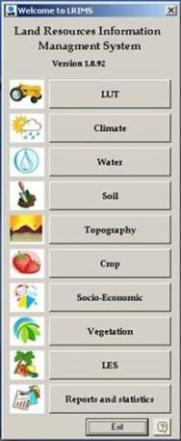 Welcome to LRIMS
Land Resources Information
Managment System
Version 1.0.92
LUT
Climate
Water
Soil
Topography
Crop
Socio-Economic
Vegetation
LES
Reports and statistics
Exit